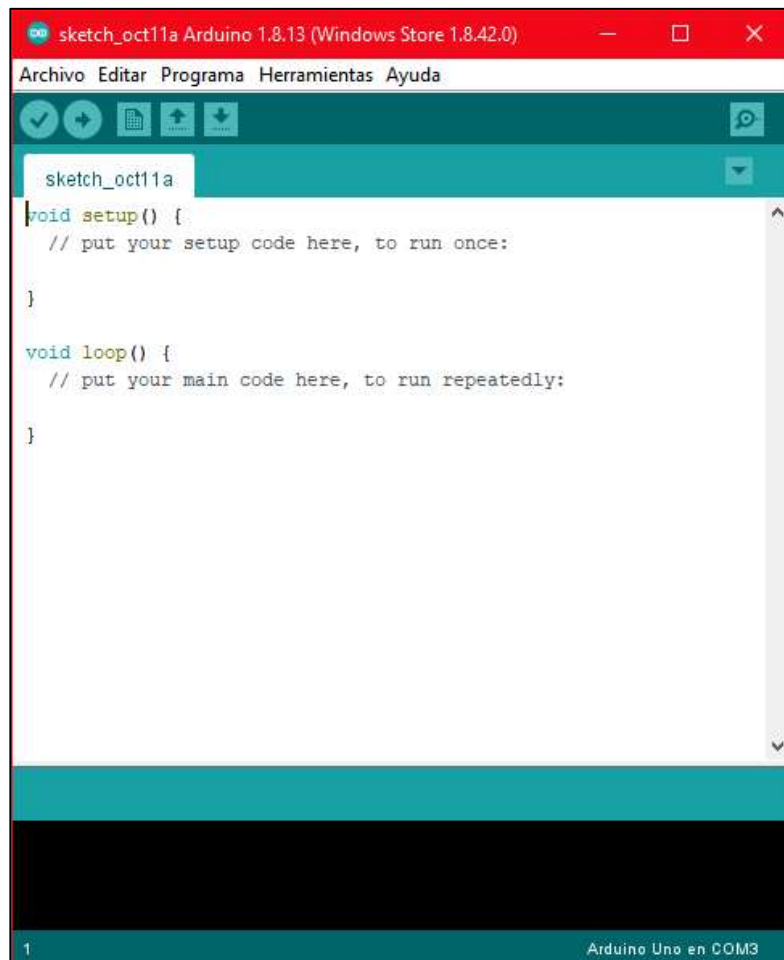 sketch_oct11a Arduino 1.8.13 (Windows Store 1.8.42.0)
Archivo Editar Programa Herramientas Ayuda
sketch_oct11a
void setup() {
  // put your setup code here, to run once:
}
void loop() {
  // put your main code here, to run repeatedly:
}
1 Arduino Uno en COM3